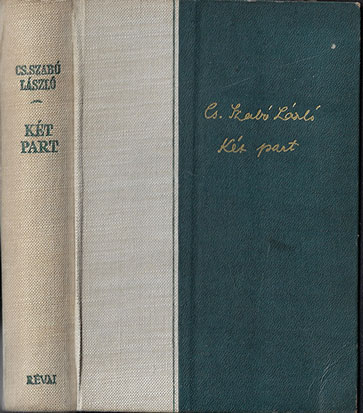 CS. SZABÓ
LÁSZLÓ
KÉT
PART
RÉVAI
Cs. Szabó László
Két part